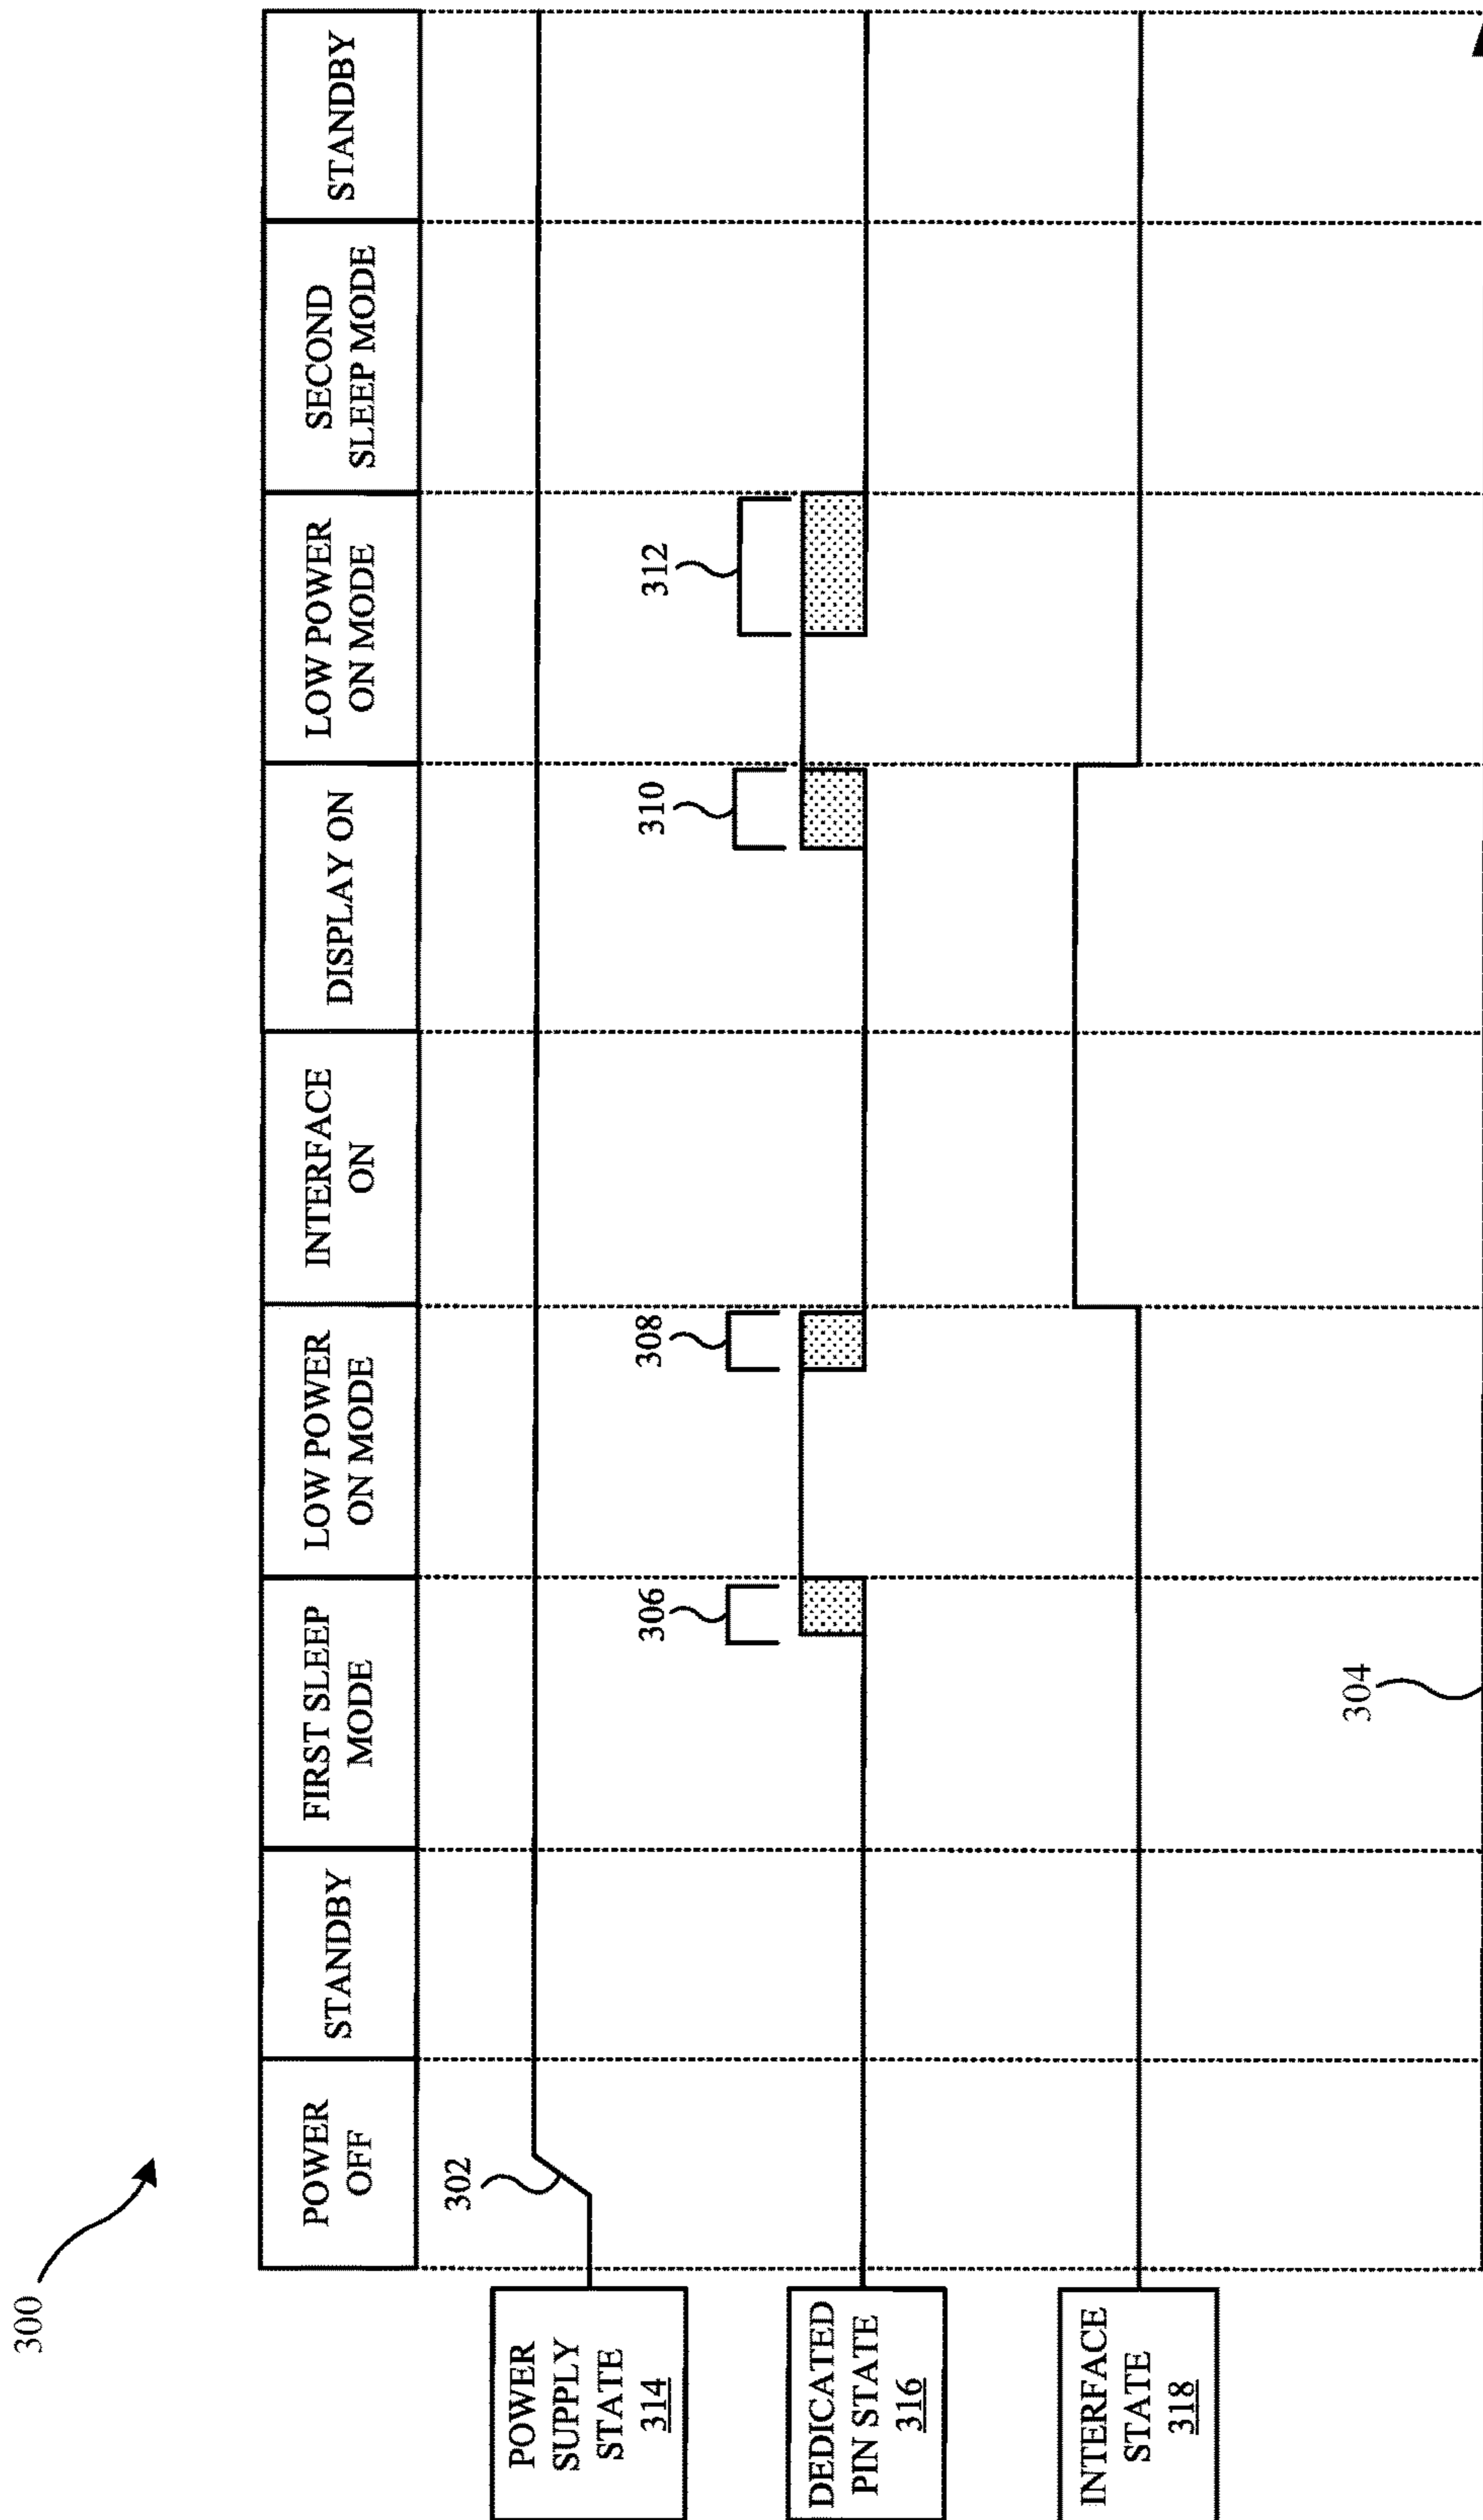 300
POWER
OFF
STANDBY
FIRST SLEEP
MODE
LOW POWER
ON MODE
INTERFACE
ON
DISPLAY ON
LOW POWER
ON MODE
SECOND
SLEEP MODE
STANDBY
POWER
SUPPLY
STATE
314
302
DEDICATED
PIN STATE
316
306
308
310
312
INTERFACE
STATE
318
304